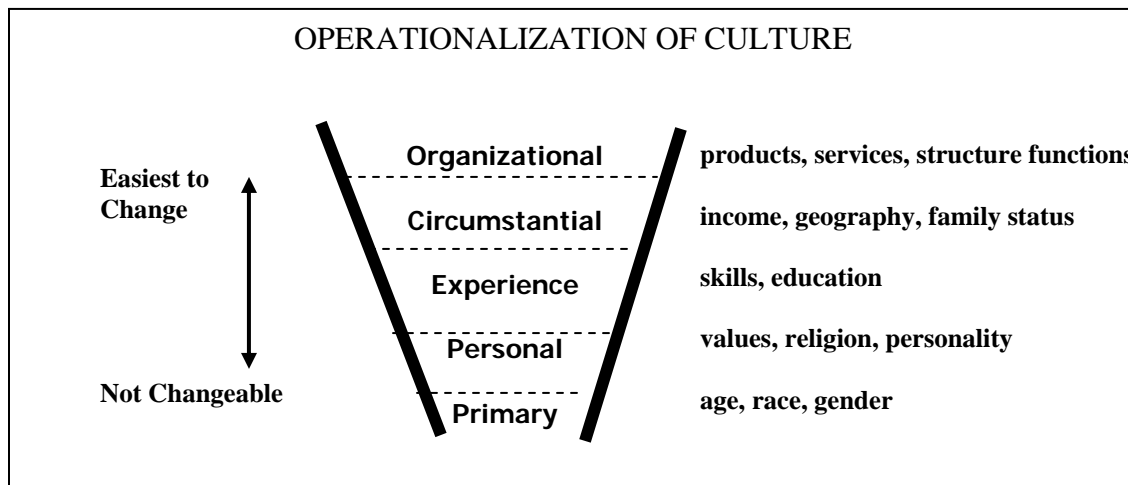 OPERATIONALIZATION OF CULTURE
Organizational products, services, structure functions
Easiest to
Change
Circumstantial income, geography, family status
Experience skills, education
Personal values, religion, personality
Not Changeable
Primary age, race, gender